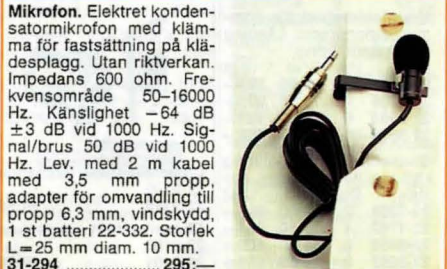 Mikrofon. Elektret konden-
satormikrofon med kläm-
ma för fastsättning på klä-
desplagg. Utan riktverkan.
Impedans 600 ohm. Fre-
kvensområde 50–16000
Hz. Känslighet –64 dB
±3 dB vid 1000 Hz. Sig-
nal/brus 50 dB vid 1000
Hz. Lev. med 2 m kabel
med 3,5 mm propp,
adapter för omvandling till
propp 6,3 mm, vindskydd,
1 st batteri 22-332. Storlek
L=25 mm diam. 10 mm.
31-294 .................... 295:—